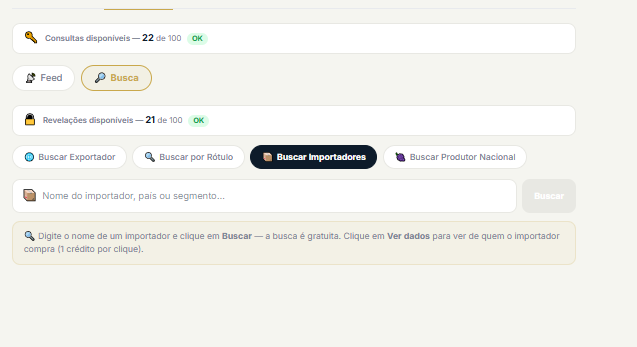 Consultas disponíveis — 22 de 100 OK
Feed Busca
Revelações disponíveis — 21 de 100 OK
Buscar Exportador Buscar por Rótulo Buscar Importadores Buscar Produtor Nacional
Nome do importador, país ou segmento... Buscar
Digite o nome de um importador e clique em Buscar — a busca é gratuita. Clique em Ver dados para ver de quem o importador
compra (1 crédito por clique).